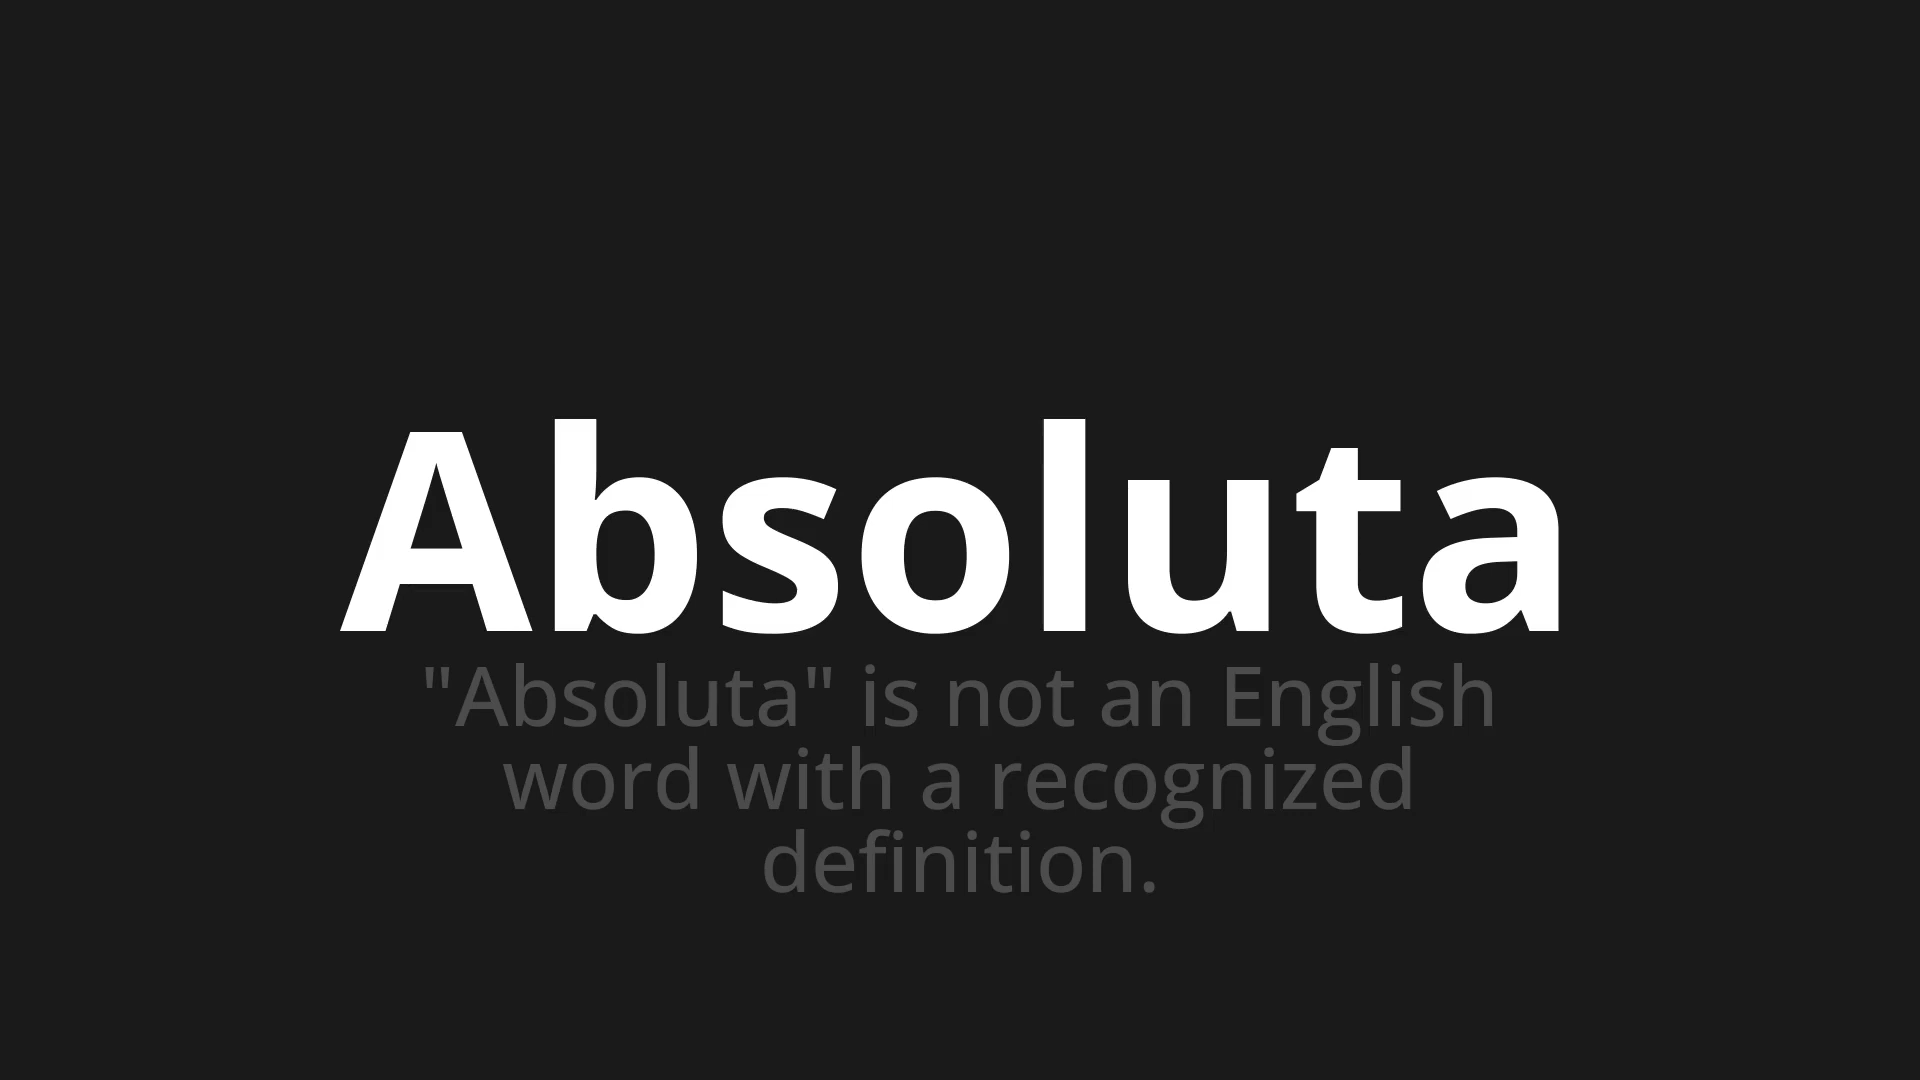 Absoluta
"Absoluta" is not an English
word with a recognized
definition.